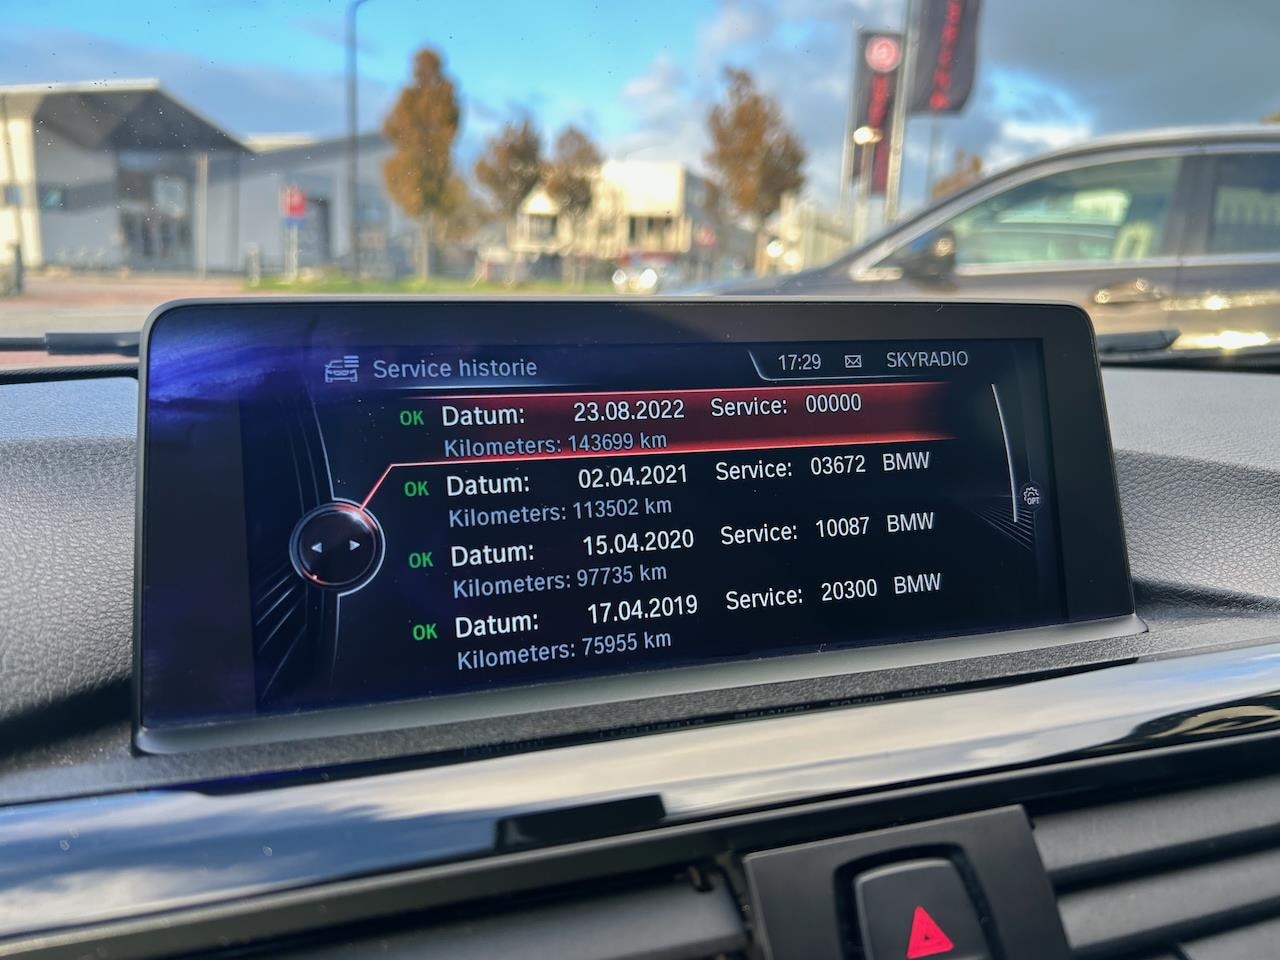 Service historie 17:29 SKYRADIO
OK Datum: 23.08.2022 Service: 00000
Kilometers: 143699 km
OK Datum: 02.04.2021 Service: 03672 BMW
Kilometers: 113502 km
OPT
OK Datum: 15.04.2020 Service: 10087 BMW
Kilometers: 97735 km
OK Datum: 17.04.2019 Service: 20300 BMW
Kilometers: 75955 km